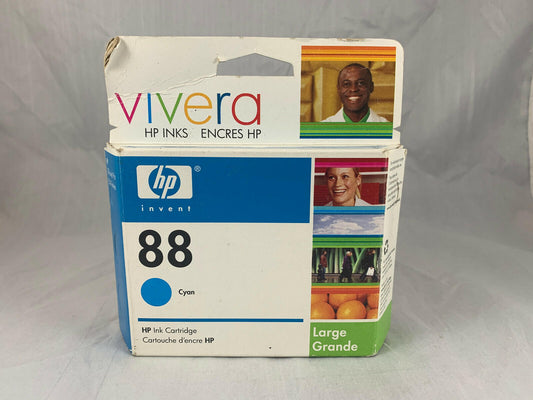 vivera
HP INKS ENCRES HP
hp
®
invent
88
Cyan
HP Ink Cartridge
Cartouche d'encre HP
Large
Grande